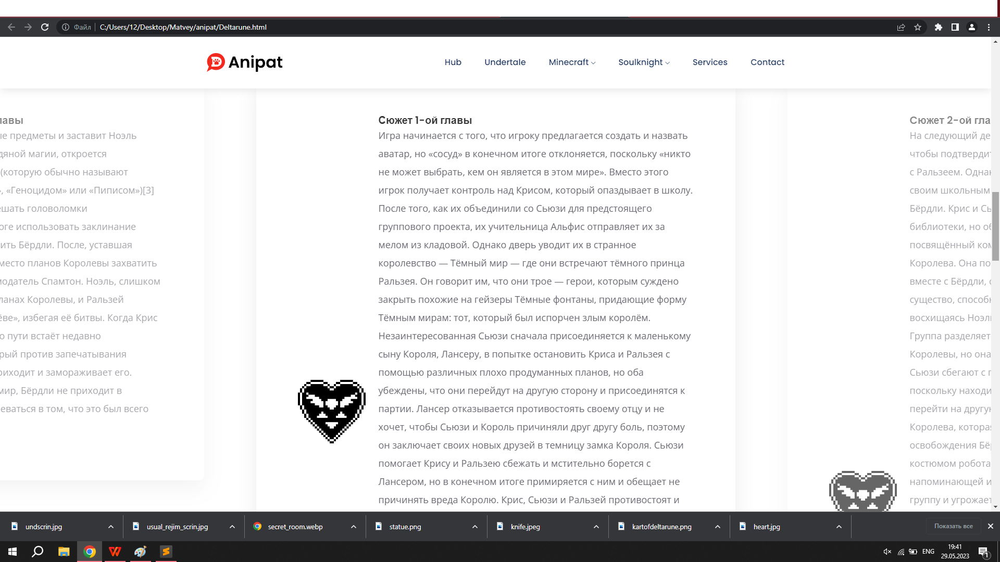 Файл
C:/Users/12/Desktop/Matvey/anipat/Deltarune.html
Anipat
Hub
Undertale
Minecraft
Soulknight
Services
Contact
лавы
ые предметы и заставит Ноэль
дяной магии, откроется
(которую обычно называют
», «Геноцидом» или «Пиписом»)[3]
ешать головоломки
оге использовать заклинание
ить Бёрдли. После, уставшая
место планов Королевы захватить
модатель Спамтон. Ноэль, слишком
ланах Королевы, и Ральзей
ёве», избегая её битвы. Когда Крис
о пути встаёт недавно
рый против запечатывания
риходит и замораживает его.
мир, Бёрдли не приходит в
еваться в том, что это был всего
Сюжет 1-ой главы
Игра начинается с того, что игроку предлагается создать и назвать
аватар, но «сосуд» в конечном итоге отклоняется, поскольку «никто
не может выбрать, кем он является в этом мире». Вместо этого
игрок получает контроль над Крисом, который опаздывает в школу.
После того, как их объединили со Сьюзи для предстоящего
группового проекта, их учительница Альфис отправляет их за
мелом из кладовой. Однако дверь уводит их в странное
королевство — Тёмный мир — где они встречают тёмного принца
Ральзея. Он говорит им, что они трое — герои, которым суждено
закрыть похожие на гейзеры Тёмные фонтаны, придающие форму
Тёмным мирам: тот, который был испорчен злым королём.
Незаинтересованная Сьюзи сначала присоединяется к маленькому
сыну Короля, Лансеру, в попытке остановить Криса и Ральзея с
помощью различных плохо продуманных планов, но оба
убеждены, что они перейдут на другую сторону и присоединятся к
партии. Лансер отказывается противостоять своему отцу и не
хочет, чтобы Сьюзи и Король причиняли друг другу боль, поэтому
он заключает своих новых друзей в темницу замка Короля. Сьюзи
помогает Крису и Ральзею сбежать и мстительно борется с
Лансером, но в конечном итоге примиряется с ним и обещает не
причинять вреда Королю. Крис, Сьюзи и Ральзей противостоят и
Сюжет 2-ой гла
На следующий де
чтобы подтверди
с Ральзеем. Одна
своим школьным
Бёрдли. Крис и Сь
библиотеки, но о
посвящённый ком
Королева. Она по
вместе с Бёрдли, с
существо, способ
восхищаясь Ноэл
Группа разделяет
Королевы, но она
Сьюзи сбегают с г
поскольку находи
перейти на другу
Королева, котора
освобождения Бё
костюмом робота
напоминающей и
группу и угрожает
undscrin.jpg
usual_rejim_scrin.jpg
secret_room.webp
statue.png
knife.jpeg
kartofdeltarune.png
heart.jpg
Показать все
ENG
19:41
29.05.2023
1